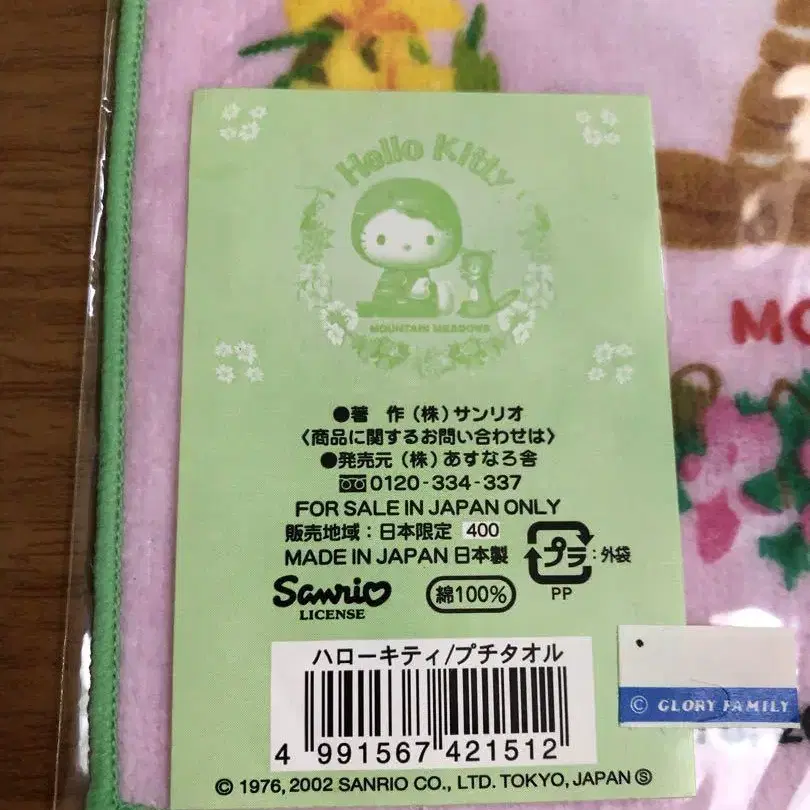 Hello Kitty
MOUNTAIN MEADOWS
MO
●著 作(株)サンリオ
〈商品に関するお問い合わせは〉
●発売元(株)あすなろ舎
0120-334-337
FOR SALE IN JAPAN ONLY
販売地域：日本限定 400
MADE IN JAPAN 日本製
プラ：外袋
PP
Sanrio
LICENSE
綿100%
ハローキティ/プチタオル
4 991567 421512
© GLORY FAMILY
© 1976, 2002 SANRIO CO., LTD. TOKYO, JAPAN Ⓢ